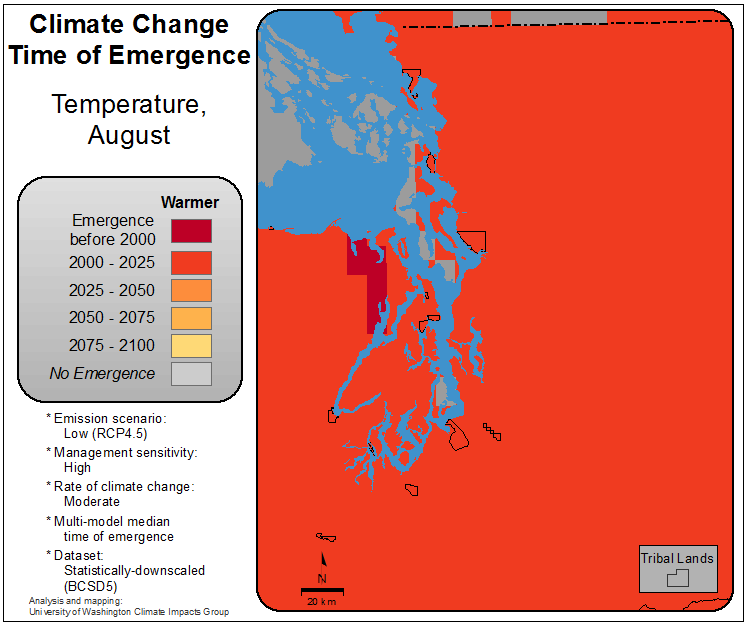 Climate Change
Time of Emergence
Temperature,
August
Warmer
Emergence
before 2000
2000 - 2025
2025 - 2050
2050 - 2075
2075 - 2100
No Emergence
* Emission scenario:
Low (RCP4.5)
* Management sensitivity:
High
* Rate of climate change:
Moderate
* Multi-model median
time of emergence
* Dataset:
Statistically-downscaled
(BCSD5)
Analysis and mapping:
University of Washington Climate Impacts Group
N
20 km
Tribal Lands